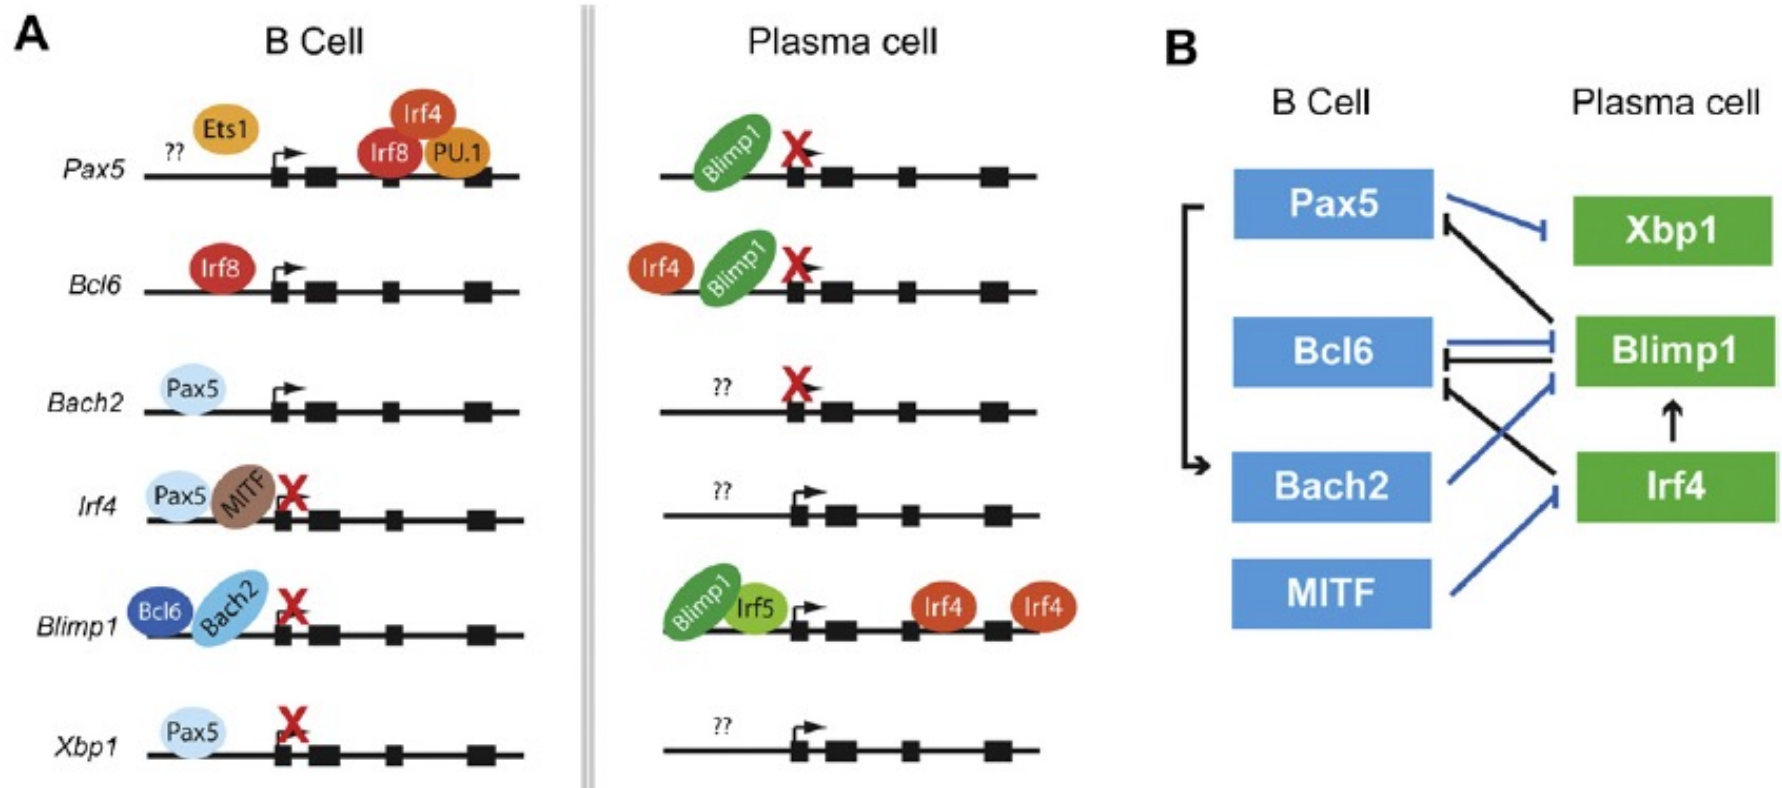 A
B Cell
Plasma cell
Pax5
??
Ets1
Irf4
Irf8
PU.1
Blimp1
X
Bcl6
Irf8
Irf4
Blimp1
X
Bach2
Pax5
??
X
Irf4
Pax5
MITF
X
??
Blimp1
Bcl6
Bach2
X
Blimp1
Irf5
Irf4
Irf4
Xbp1
Pax5
X
??
B
B Cell
Plasma cell
Pax5
Xbp1
Bcl6
Blimp1
Bach2
Irf4
MITF